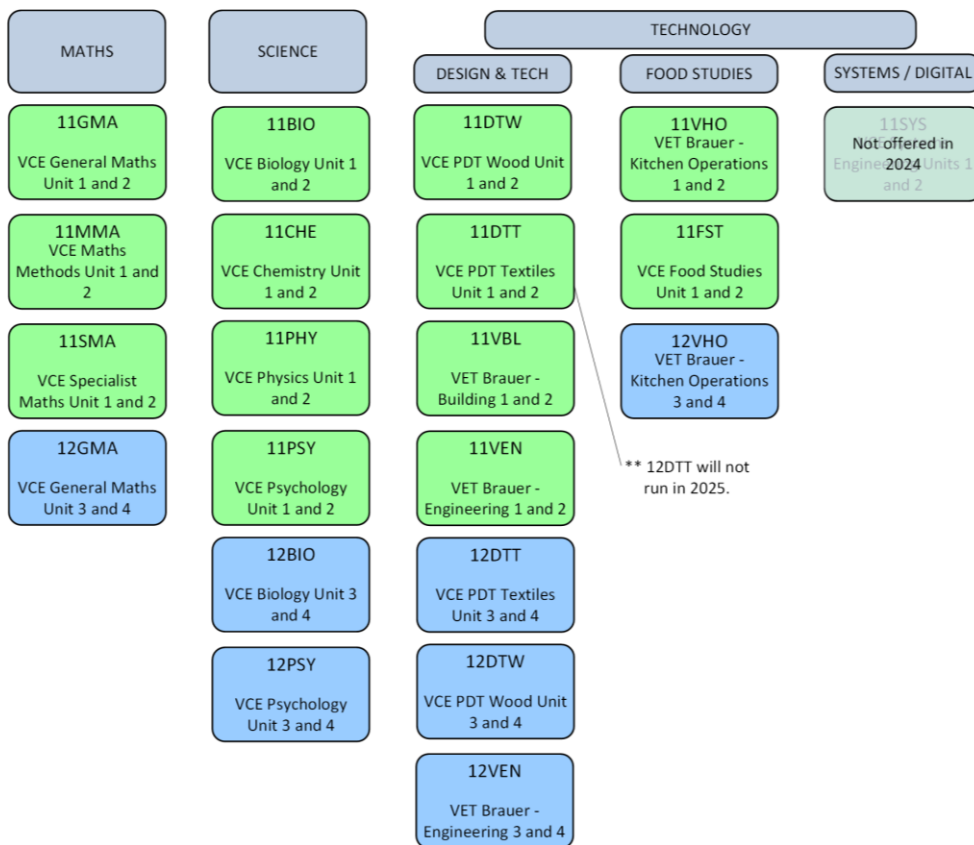 MATHS
SCIENCE
TECHNOLOGY
DESIGN & TECH
FOOD STUDIES
SYSTEMS / DIGITAL
11GMA
VCE General Maths
Unit 1 and 2
11MMA
VCE Maths
Methods Unit 1 and
2
11SMA
VCE Specialist
Maths Unit 1 and 2
12GMA
VCE General Maths
Unit 3 and 4
11BIO
VCE Biology Unit 1
and 2
11CHE
VCE Chemistry Unit
1 and 2
11PHY
VCE Physics Unit 1
and 2
11PSY
VCE Psychology
Unit 1 and 2
12BIO
VCE Biology Unit 3
and 4
12PSY
VCE Psychology
Unit 3 and 4
11DTW
VCE PDT Wood Unit
1 and 2
11DTT
VCE PDT Textiles
Unit 1 and 2
11VBL
VET Brauer -
Building 1 and 2
11VEN
VET Brauer -
Engineering 1 and 2
12DTT
VCE PDT Textiles
Unit 3 and 4
12DTW
VCE PDT Wood Unit
3 and 4
12VEN
VET Brauer -
Engineering 3 and 4
11VHO
VET Brauer -
Kitchen Operations
1 and 2
11FST
VCE Food Studies
Unit 1 and 2
12VHO
VET Brauer -
Kitchen Operations
3 and 4
** 12DTT will not
run in 2025.
11SYS
Not offered in
2024
Engineering Units 1
and 2